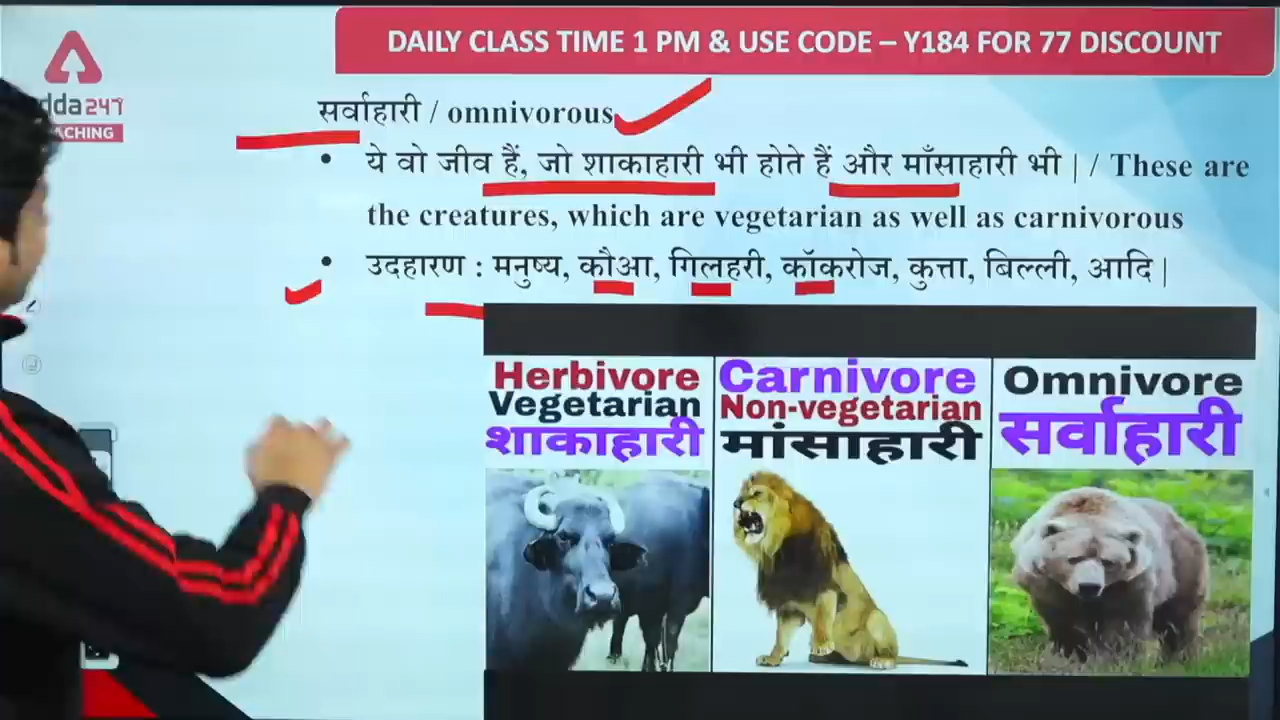 DAILY CLASS TIME 1 PM & USE CODE – Y184 FOR 77 DISCOUNT
dda247
ACHING
सर्वाहारी / omnivorous
• ये वो जीव हैं, जो शाकाहारी भी होते हैं और माँसाहारी भी | / These are
the creatures, which are vegetarian as well as carnivorous
• उदहारण : मनुष्य, कौआ, गिलहरी, कॉकरोज, कुत्ता, बिल्ली, आदि |
Herbivore
Vegetarian
शाकाहारी
Carnivore
Non-vegetarian
मांसाहारी
Omnivore
सर्वाहारी